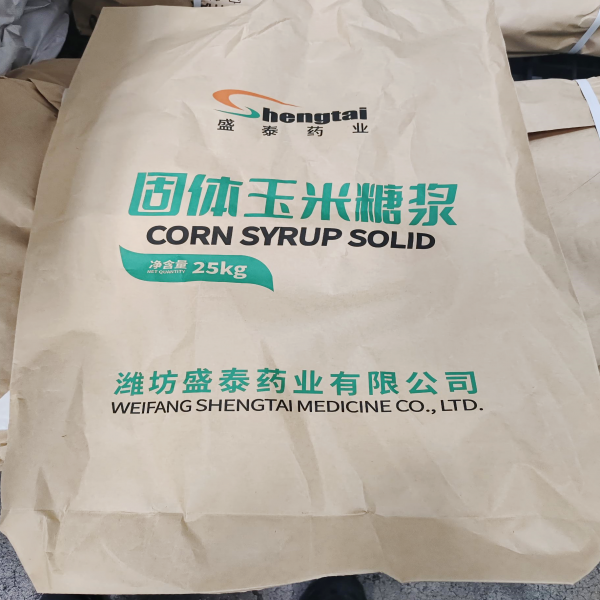 Shengtai
盛泰药业
固体玉米糖浆
CORN SYRUP SOLID
净含量 25kg
NET QUANTITY
潍坊盛泰药业有限公司
WEIFANG SHENGTAI MEDICINE CO., LTD.